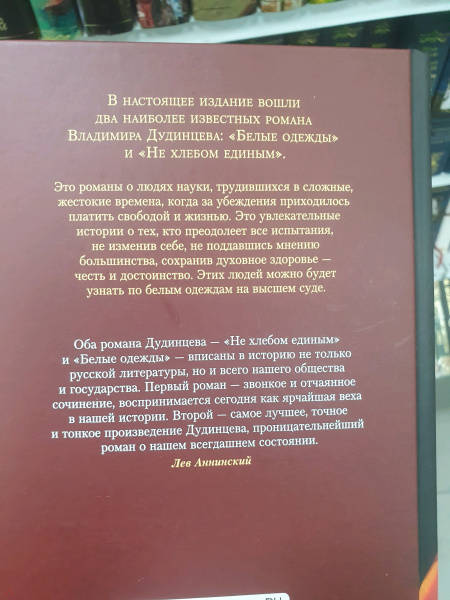 В настоящее издание вошли
два наиболее известных романа
Владимира Дудинцева: «Белые одежды»
и «Не хлебом единым».
Это романы о людях науки, трудившихся в сложные,
жестокие времена, когда за убеждения приходилось
платить свободой и жизнью. Это увлекательные
истории о тех, кто преодолеет все испытания,
не изменив себе, не поддавшись мнению
большинства, сохранив духовное здоровье –
честь и достоинство. Этих людей можно будет
узнать по белым одеждам на высшем суде.
Оба романа Дудинцева – «Не хлебом единым»
и «Белые одежды» – вписаны в историю не только
русской литературы, но и всего нашего общества
и государства. Первый роман – звонкое и отчаянное
сочинение, воспринимается сегодня как ярчайшая веха
в нашей истории. Второй – самое лучшее, точное
и тонкое произведение Дудинцева, проницательнейший
роман о нашем всегдашнем состоянии.
Лев Аннинский